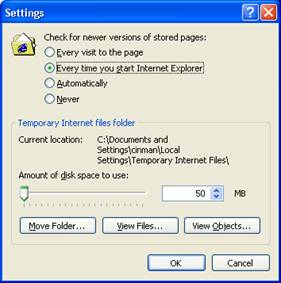 Settings
Check for newer versions of stored pages:
Every visit to the page
Every time you start Internet Explorer
Automatically
Never
Temporary Internet files folder
Current location: C:\Documents and
Settings\cinman\Local
Settings\Temporary Internet Files\
Amount of disk space to use:
50 MB
Move Folder... View Files... View Objects...
OK Cancel